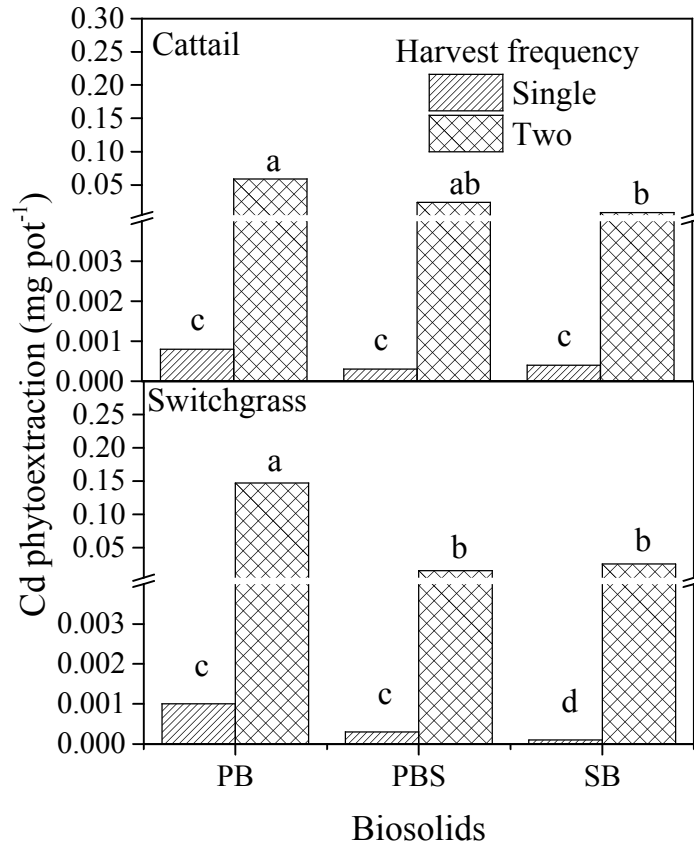 Cd phytoextraction (mg pot⁻¹)
0.30
0.25
0.20
0.15
0.10
0.05
0.003
0.002
0.001
0.000
Cattail
Harvest frequency
Single
Two
a
ab
b
c
c
c
0.25
0.20
0.15
0.10
0.05
0.003
0.002
0.001
0.000
Switchgrass
a
b
b
c
c
d
PB PBS SB
Biosolids